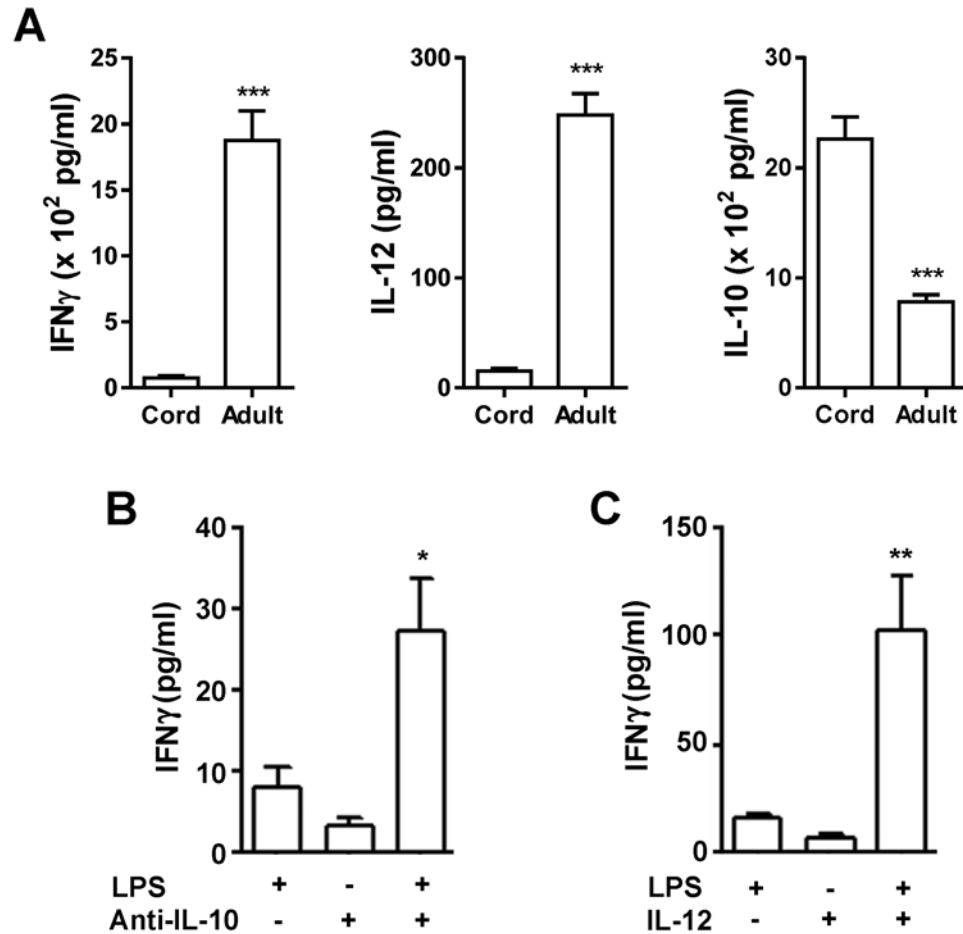 A
IFNγ (x 10² pg/ml)
25
20
15
10
5
0
***
Cord Adult
IL-12 (pg/ml)
300
200
100
0
***
Cord Adult
IL-10 (x 10² pg/ml)
30
20
10
0
***
Cord Adult
B
IFNγ (pg/ml)
40
30
20
10
0
*
LPS + - +
Anti-IL-10 - + +
C
IFNγ (pg/ml)
150
100
50
0
**
LPS + - +
IL-12 - + +